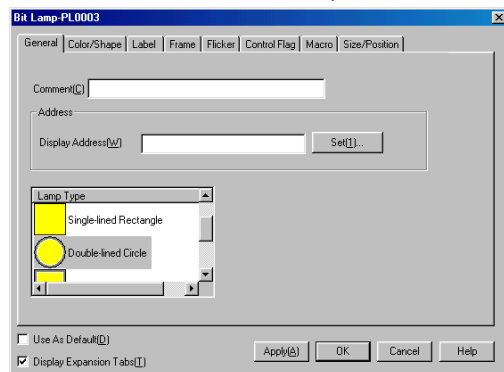 Bit Lamp-PL0003
General Color/Shape Label Frame Flicker Control Flag Macro Size/Position
Comment(C)
Address
Display Address(W) Set(1)...
Lamp Type
Single-lined Rectangle
Double-lined Circle
Use As Default(D)
Apply(A) OK Cancel Help
Display Expansion Tabs(T)